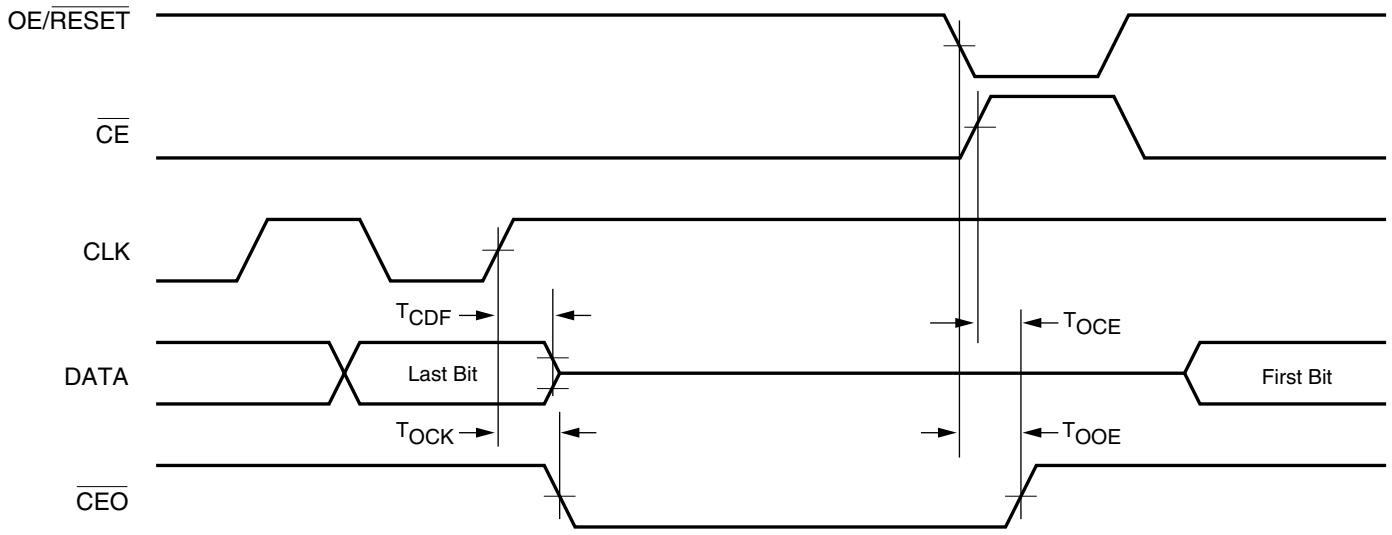 OE/RESET
CE
CLK
TCDF
TOCE
DATA
Last Bit
First Bit
TOCK
TOOE
CEO